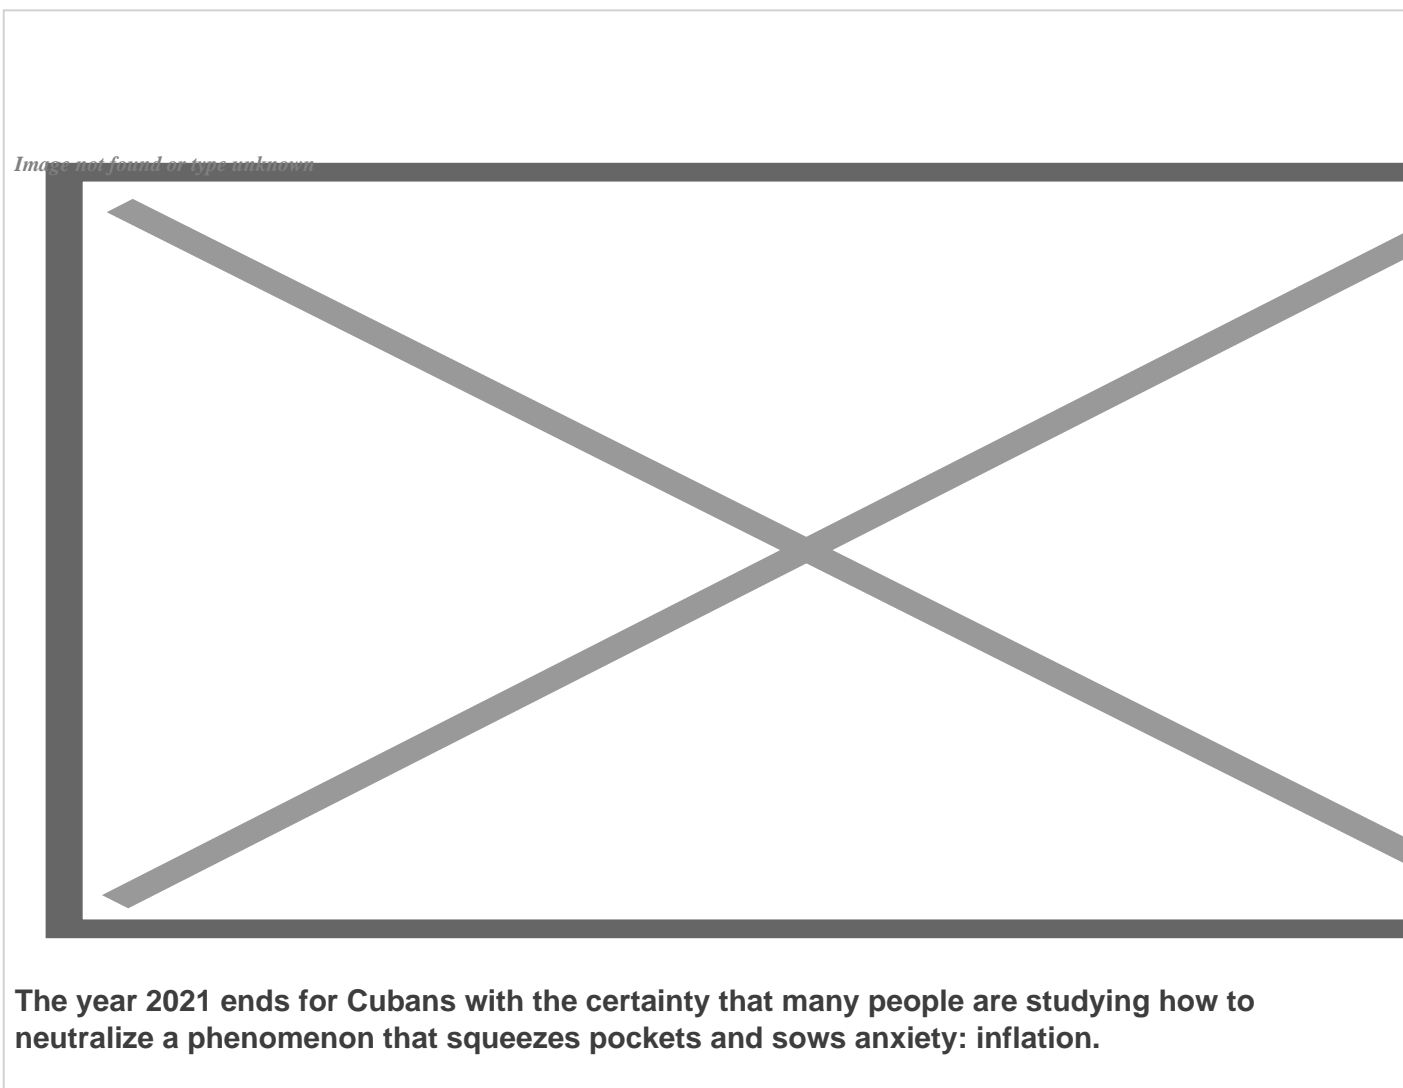 Image not found or type unknown
The year 2021 ends for Cubans with the certainty that many people are studying how to
neutralize a phenomenon that squeezes pockets and sows anxiety: inflation.